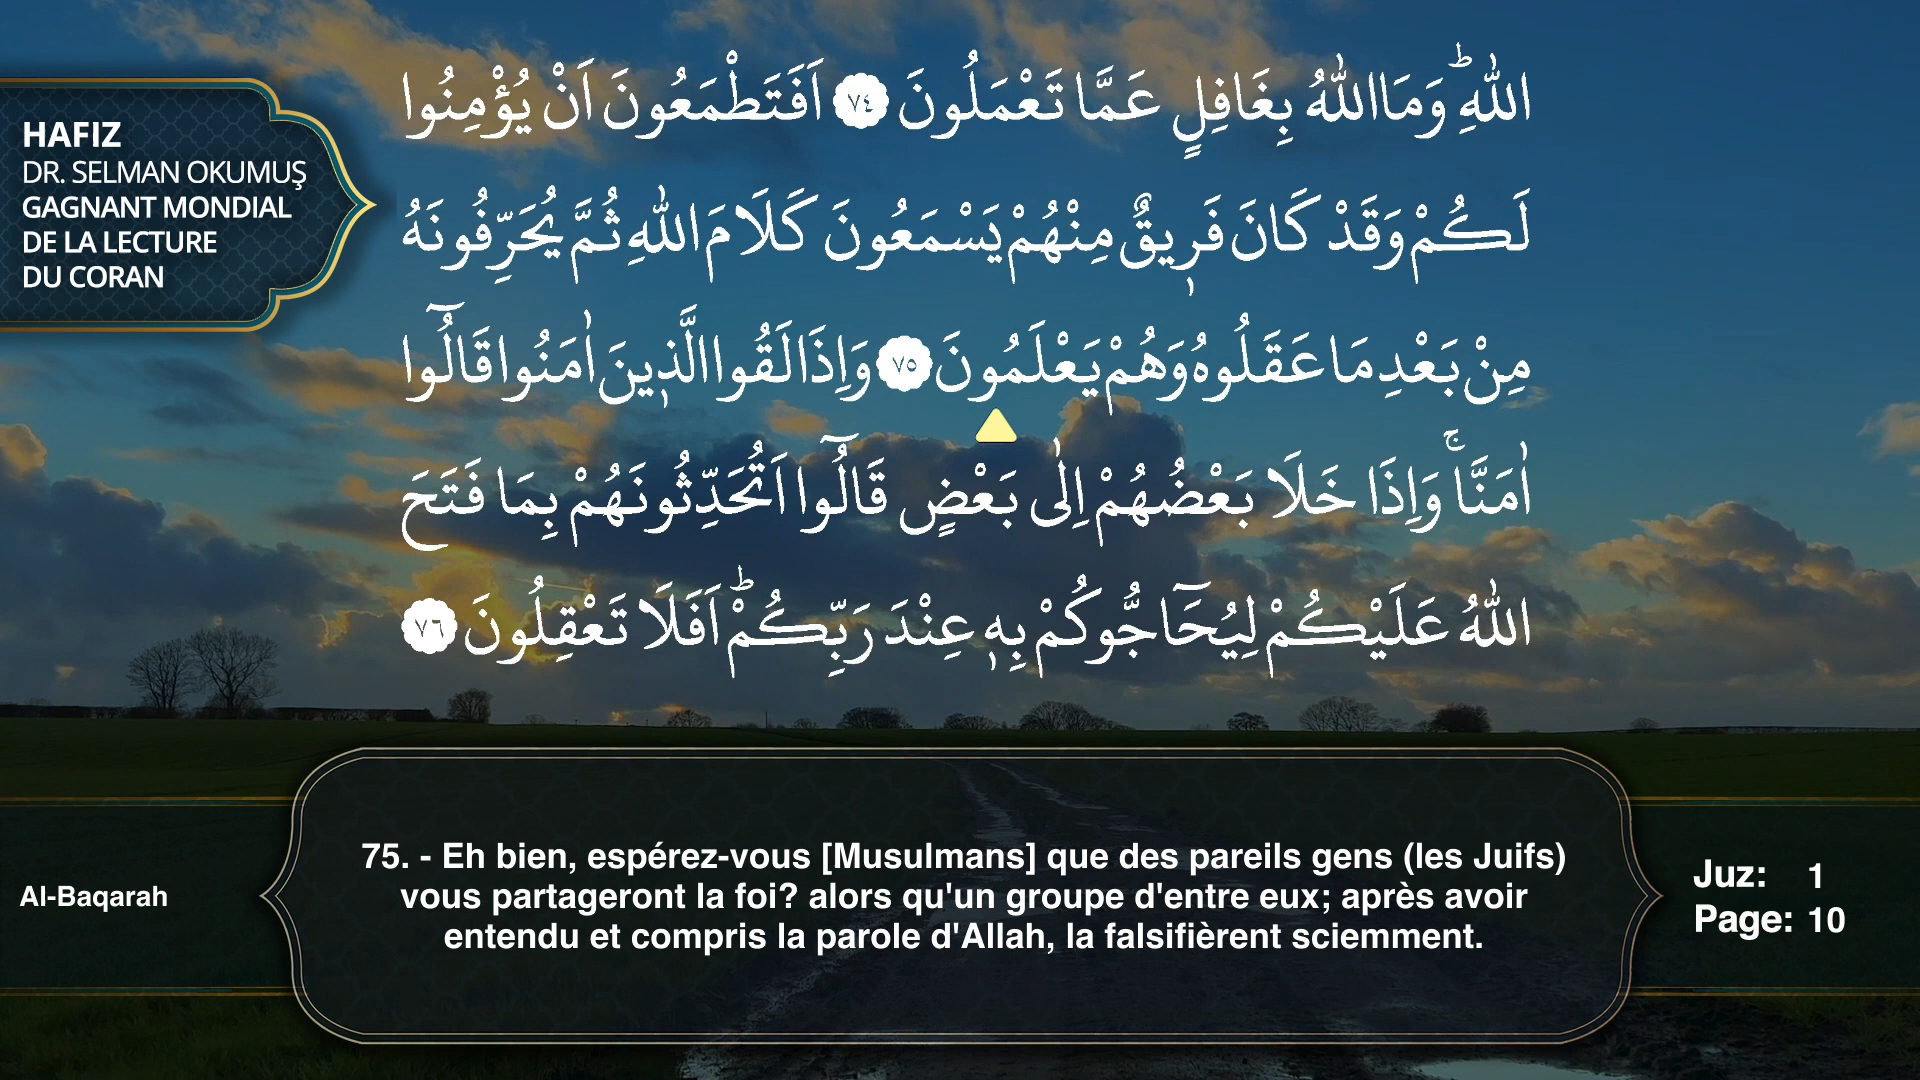 اللّٰهِۜ وَمَا اللّٰهُ بِغَافِلٍ عَمَّا تَعْمَلُونَ ﴿٧٤﴾ اَفَتَطْمَعُونَ اَنْ يُؤْمِنُوا
لَكُمْ وَقَدْ كَانَ فَر۪يقٌ مِنْهُمْ يَسْمَعُونَ كَلَامَ اللّٰهِ ثُمَّ يُحَرِّفُونَهُ
مِنْ بَعْدِ مَا عَقَلُوهُ وَهُمْ يَعْلَمُونَ ﴿٧٥﴾ وَاِذَا لَقُوا الَّذ۪ينَ اٰمَنُوا قَالُٓوا
اٰمَنَّاۚ وَاِذَا خَلَا بَعْضُهُمْ اِلٰى بَعْضٍ قَالُٓوا اَتُحَدِّثُونَهُمْ بِمَا فَتَحَ
اللّٰهُ عَلَيْكُمْ لِيُحَٓاجُّوكُمْ بِه۪ عِنْدَ رَبِّكُمْۜ اَفَلَا تَعْقِلُونَ ﴿٧٦﴾
HAFIZ
DR. SELMAN OKUMUŞ
GAGNANT MONDIAL
DE LA LECTURE
DU CORAN
75. - Eh bien, espérez-vous [Musulmans] que des pareils gens (les Juifs)
vous partageront la foi? alors qu'un groupe d'entre eux; après avoir
entendu et compris la parole d'Allah, la falsifièrent sciemment.
Al-Baqarah
Juz: 1
Page: 10